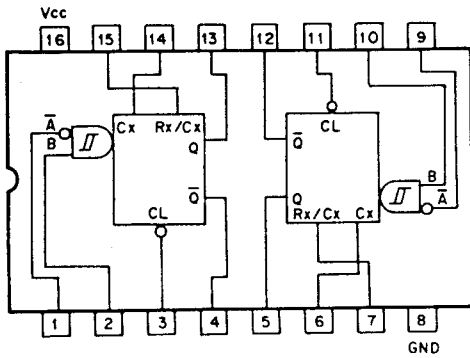 Vcc
16 15 14 13 12 11 10 9
A̅
B
Cx Rx/Cx
Q
Q̅
CL
CL
Q̅
Q
Rx/Cx Cx
B
A̅
1 2 3 4 5 6 7 8
GND